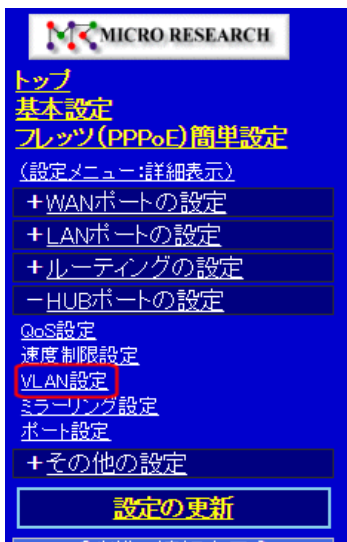 MICRO RESEARCH
トップ
基本設定
フレッツ(PPPoE)簡単設定
(設定メニュー:詳細表示)
+WANポートの設定
+LANポートの設定
+ルーティングの設定
－HUBポートの設定
QoS設定
速度制限設定
VLAN設定
ミラーリング設定
ポート設定
+その他の設定
設定の更新